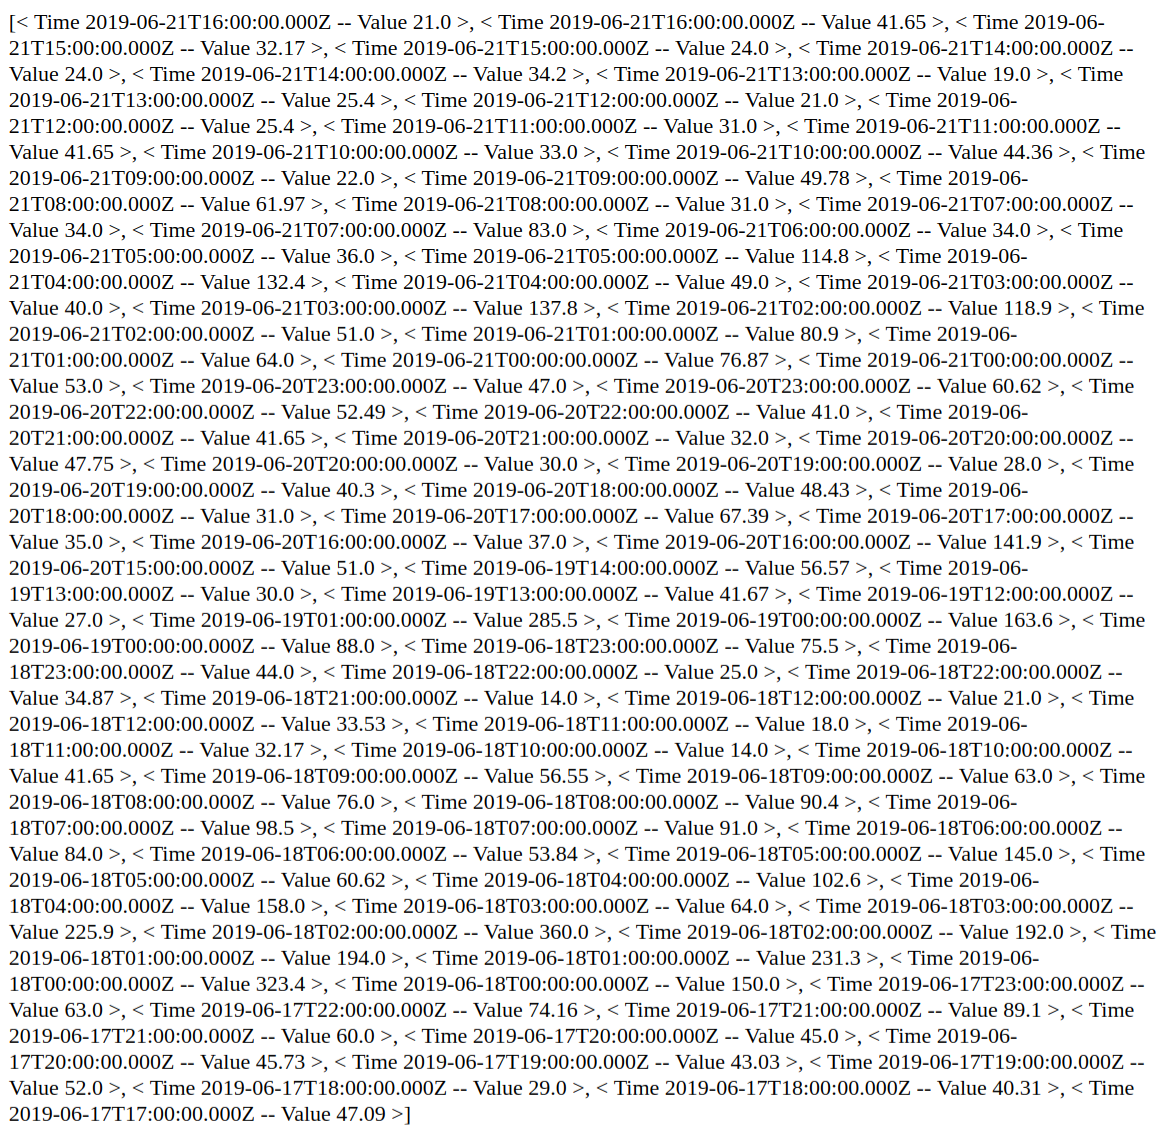 [< Time 2019-06-21T16:00:00.000Z -- Value 21.0 >, < Time 2019-06-21T16:00:00.000Z -- Value 41.65 >, < Time 2019-06-
21T15:00:00.000Z -- Value 32.17 >, < Time 2019-06-21T15:00:00.000Z -- Value 24.0 >, < Time 2019-06-21T14:00:00.000Z --
Value 24.0 >, < Time 2019-06-21T14:00:00.000Z -- Value 34.2 >, < Time 2019-06-21T13:00:00.000Z -- Value 19.0 >, < Time
2019-06-21T13:00:00.000Z -- Value 25.4 >, < Time 2019-06-21T12:00:00.000Z -- Value 21.0 >, < Time 2019-06-
21T12:00:00.000Z -- Value 25.4 >, < Time 2019-06-21T11:00:00.000Z -- Value 31.0 >, < Time 2019-06-21T11:00:00.000Z --
Value 41.65 >, < Time 2019-06-21T10:00:00.000Z -- Value 33.0 >, < Time 2019-06-21T10:00:00.000Z -- Value 44.36 >, < Time
2019-06-21T09:00:00.000Z -- Value 22.0 >, < Time 2019-06-21T09:00:00.000Z -- Value 49.78 >, < Time 2019-06-
21T08:00:00.000Z -- Value 61.97 >, < Time 2019-06-21T08:00:00.000Z -- Value 31.0 >, < Time 2019-06-21T07:00:00.000Z --
Value 34.0 >, < Time 2019-06-21T07:00:00.000Z -- Value 83.0 >, < Time 2019-06-21T06:00:00.000Z -- Value 34.0 >, < Time
2019-06-21T05:00:00.000Z -- Value 36.0 >, < Time 2019-06-21T05:00:00.000Z -- Value 114.8 >, < Time 2019-06-
21T04:00:00.000Z -- Value 132.4 >, < Time 2019-06-21T04:00:00.000Z -- Value 49.0 >, < Time 2019-06-21T03:00:00.000Z --
Value 40.0 >, < Time 2019-06-21T03:00:00.000Z -- Value 137.8 >, < Time 2019-06-21T02:00:00.000Z -- Value 118.9 >, < Time
2019-06-21T02:00:00.000Z -- Value 51.0 >, < Time 2019-06-21T01:00:00.000Z -- Value 80.9 >, < Time 2019-06-
21T01:00:00.000Z -- Value 64.0 >, < Time 2019-06-21T00:00:00.000Z -- Value 76.87 >, < Time 2019-06-21T00:00:00.000Z --
Value 53.0 >, < Time 2019-06-20T23:00:00.000Z -- Value 47.0 >, < Time 2019-06-20T23:00:00.000Z -- Value 60.62 >, < Time
2019-06-20T22:00:00.000Z -- Value 52.49 >, < Time 2019-06-20T22:00:00.000Z -- Value 41.0 >, < Time 2019-06-
20T21:00:00.000Z -- Value 41.65 >, < Time 2019-06-20T21:00:00.000Z -- Value 32.0 >, < Time 2019-06-20T20:00:00.000Z --
Value 47.75 >, < Time 2019-06-20T20:00:00.000Z -- Value 30.0 >, < Time 2019-06-20T19:00:00.000Z -- Value 28.0 >, < Time
2019-06-20T19:00:00.000Z -- Value 40.3 >, < Time 2019-06-20T18:00:00.000Z -- Value 48.43 >, < Time 2019-06-
20T18:00:00.000Z -- Value 31.0 >, < Time 2019-06-20T17:00:00.000Z -- Value 67.39 >, < Time 2019-06-20T17:00:00.000Z --
Value 35.0 >, < Time 2019-06-20T16:00:00.000Z -- Value 37.0 >, < Time 2019-06-20T16:00:00.000Z -- Value 141.9 >, < Time
2019-06-20T15:00:00.000Z -- Value 51.0 >, < Time 2019-06-19T14:00:00.000Z -- Value 56.57 >, < Time 2019-06-
19T13:00:00.000Z -- Value 30.0 >, < Time 2019-06-19T13:00:00.000Z -- Value 41.67 >, < Time 2019-06-19T12:00:00.000Z --
Value 27.0 >, < Time 2019-06-19T01:00:00.000Z -- Value 285.5 >, < Time 2019-06-19T00:00:00.000Z -- Value 163.6 >, < Time
2019-06-19T00:00:00.000Z -- Value 88.0 >, < Time 2019-06-18T23:00:00.000Z -- Value 75.5 >, < Time 2019-06-
18T23:00:00.000Z -- Value 44.0 >, < Time 2019-06-18T22:00:00.000Z -- Value 25.0 >, < Time 2019-06-18T22:00:00.000Z --
Value 34.87 >, < Time 2019-06-18T21:00:00.000Z -- Value 14.0 >, < Time 2019-06-18T12:00:00.000Z -- Value 21.0 >, < Time
2019-06-18T12:00:00.000Z -- Value 33.53 >, < Time 2019-06-18T11:00:00.000Z -- Value 18.0 >, < Time 2019-06-
18T11:00:00.000Z -- Value 32.17 >, < Time 2019-06-18T10:00:00.000Z -- Value 14.0 >, < Time 2019-06-18T10:00:00.000Z --
Value 41.65 >, < Time 2019-06-18T09:00:00.000Z -- Value 56.55 >, < Time 2019-06-18T09:00:00.000Z -- Value 63.0 >, < Time
2019-06-18T08:00:00.000Z -- Value 76.0 >, < Time 2019-06-18T08:00:00.000Z -- Value 90.4 >, < Time 2019-06-
18T07:00:00.000Z -- Value 98.5 >, < Time 2019-06-18T07:00:00.000Z -- Value 91.0 >, < Time 2019-06-18T06:00:00.000Z --
Value 84.0 >, < Time 2019-06-18T06:00:00.000Z -- Value 53.84 >, < Time 2019-06-18T05:00:00.000Z -- Value 145.0 >, < Time
2019-06-18T05:00:00.000Z -- Value 60.62 >, < Time 2019-06-18T04:00:00.000Z -- Value 102.6 >, < Time 2019-06-
18T04:00:00.000Z -- Value 158.0 >, < Time 2019-06-18T03:00:00.000Z -- Value 64.0 >, < Time 2019-06-18T03:00:00.000Z --
Value 225.9 >, < Time 2019-06-18T02:00:00.000Z -- Value 360.0 >, < Time 2019-06-18T02:00:00.000Z -- Value 192.0 >, < Time
2019-06-18T01:00:00.000Z -- Value 194.0 >, < Time 2019-06-18T01:00:00.000Z -- Value 231.3 >, < Time 2019-06-
18T00:00:00.000Z -- Value 323.4 >, < Time 2019-06-18T00:00:00.000Z -- Value 150.0 >, < Time 2019-06-17T23:00:00.000Z --
Value 63.0 >, < Time 2019-06-17T22:00:00.000Z -- Value 74.16 >, < Time 2019-06-17T21:00:00.000Z -- Value 89.1 >, < Time
2019-06-17T21:00:00.000Z -- Value 60.0 >, < Time 2019-06-17T20:00:00.000Z -- Value 45.0 >, < Time 2019-06-
17T20:00:00.000Z -- Value 45.73 >, < Time 2019-06-17T19:00:00.000Z -- Value 43.03 >, < Time 2019-06-17T19:00:00.000Z --
Value 52.0 >, < Time 2019-06-17T18:00:00.000Z -- Value 29.0 >, < Time 2019-06-17T18:00:00.000Z -- Value 40.31 >, < Time
2019-06-17T17:00:00.000Z -- Value 47.09 >]